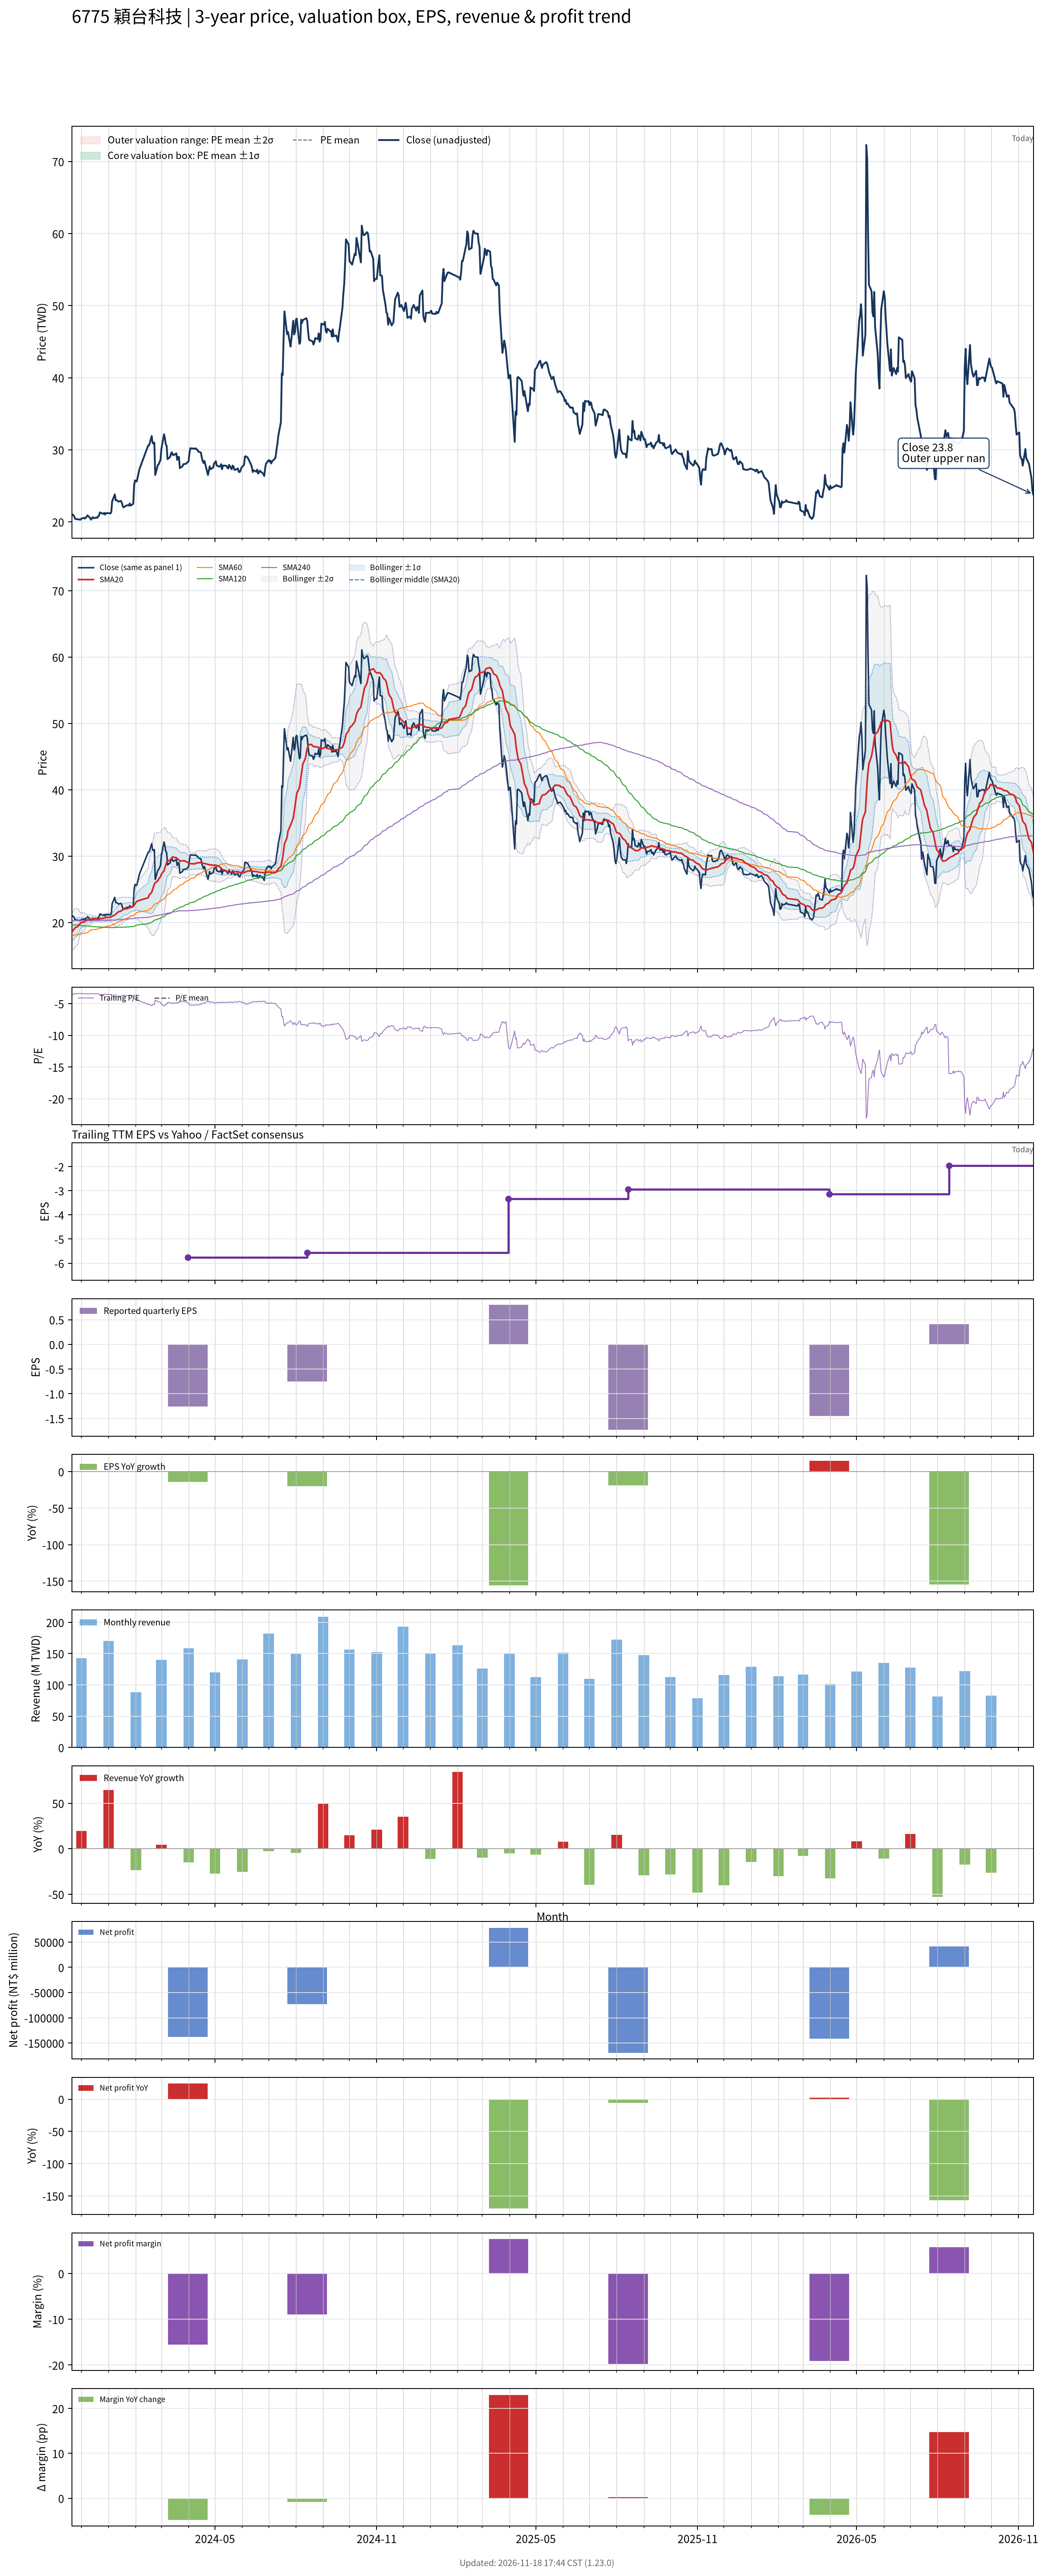 6775 穎台科技 | 3-year price, valuation box, EPS, revenue & profit trend
Outer valuation range: PE mean ±2σ
PE mean
Close (unadjusted)
Core valuation box: PE mean ±1σ
Today
70
60
50
40
30
20
Price (TWD)
Close 23.8
Outer upper nan
Close (same as panel 1)
SMA60
SMA240
Bollinger ±1σ
SMA20
SMA120
Bollinger ±2σ
Bollinger middle (SMA20)
70
60
50
40
30
20
Price
Trailing P/E
P/E mean
-5
-10
-15
-20
P/E
Trailing TTM EPS vs Yahoo / FactSet consensus
Today
-2
-3
-4
-5
-6
EPS
Reported quarterly EPS
0.5
0.0
-0.5
-1.0
-1.5
EPS
EPS YoY growth
0
-50
-100
-150
YoY (%)
Monthly revenue
200
150
100
50
0
Revenue (M TWD)
Revenue YoY growth
50
0
-50
YoY (%)
Month
Net profit
50000
0
-50000
-100000
-150000
Net profit (NT$ million)
Net profit YoY
0
-50
-100
-150
YoY (%)
Net profit margin
0
-10
-20
Margin (%)
Margin YoY change
20
10
0
Δ margin (pp)
2024-05
2024-11
2025-05
2025-11
2026-05
2026-11
Updated: 2026-11-18 17:44 CST (1.23.0)